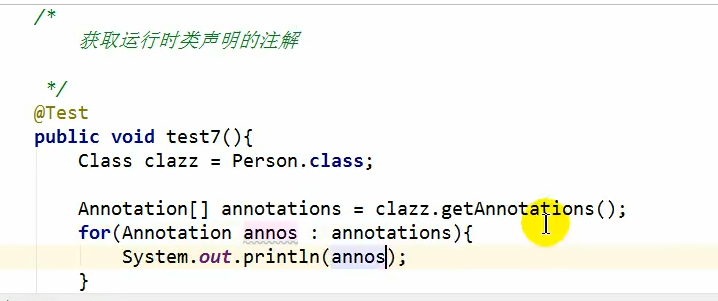 /*
获取运行时类声明的注解
*/
@Test
public void test7(){
Class clazz = Person.class;
Annotation[] annotations = clazz.getAnnotations();
for(Annotation annos : annotations){
System.out.println(annos);
}